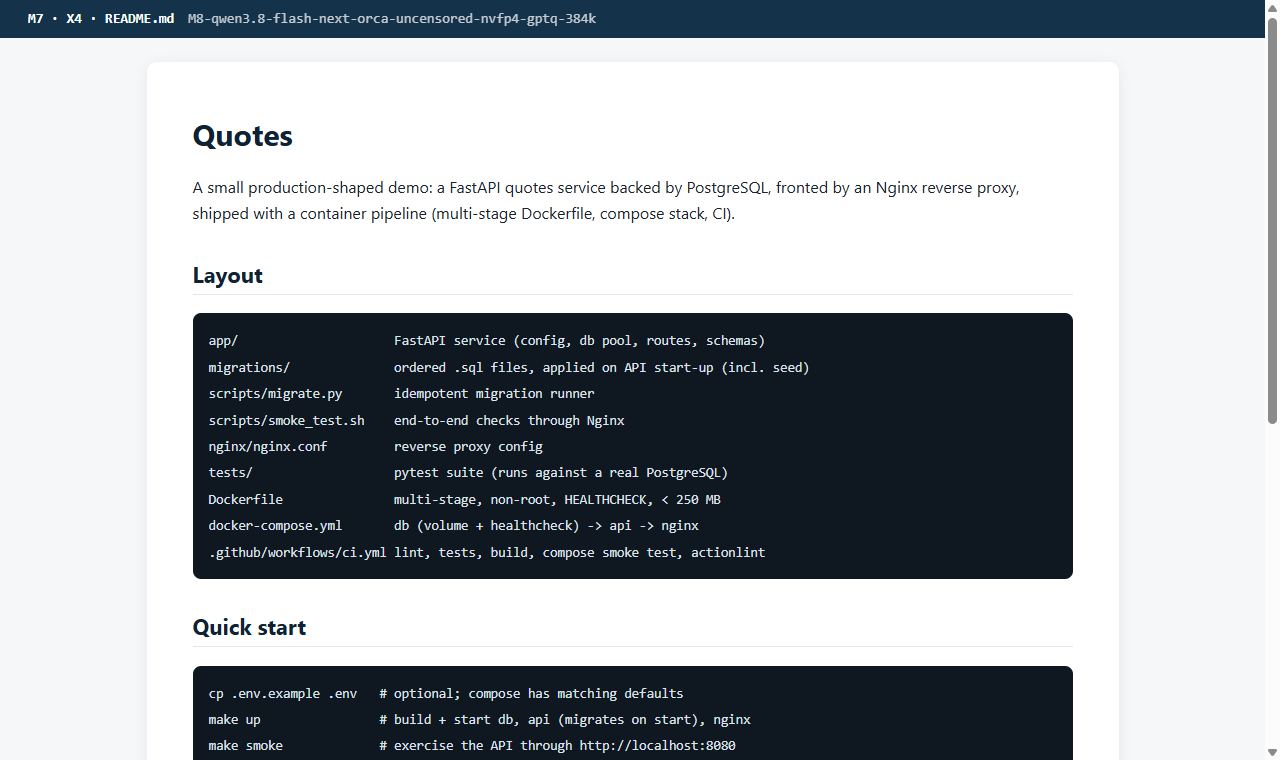 M7 · X4 · README.md M8-qwen3.8-flash-next-orca-uncensored-nvfp4-gptq-384k
Quotes
A small production-shaped demo: a FastAPI quotes service backed by PostgreSQL, fronted by an Nginx reverse proxy,
shipped with a container pipeline (multi-stage Dockerfile, compose stack, CI).
Layout
app/                     FastAPI service (config, db pool, routes, schemas)
migrations/              ordered .sql files, applied on API start-up (incl. seed)
scripts/migrate.py       idempotent migration runner
scripts/smoke_test.sh    end-to-end checks through Nginx
nginx/nginx.conf         reverse proxy config
tests/                   pytest suite (runs against a real PostgreSQL)
Dockerfile               multi-stage, non-root, HEALTHCHECK, < 250 MB
docker-compose.yml       db (volume + healthcheck) -> api -> nginx
.github/workflows/ci.yml lint, tests, build, compose smoke test, actionlint
Quick start
cp .env.example .env   # optional; compose has matching defaults
make up                # build + start db, api (migrates on start), nginx
make smoke             # exercise the API through http://localhost:8080